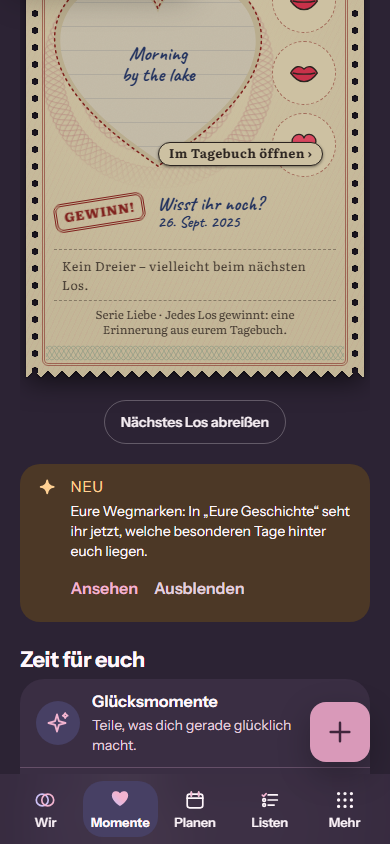 Morning
by the lake
Im Tagebuch öffnen ›
GEWINN!
Wisst ihr noch?
26. Sept. 2025
Kein Dreier – vielleicht beim nächsten
Los.
Serie Liebe · Jedes Los gewinnt: eine
Erinnerung aus eurem Tagebuch.
Nächstes Los abreißen
NEU
Eure Wegmarken: In „Eure Geschichte“ seht
ihr jetzt, welche besonderen Tage hinter
euch liegen.
Ansehen Ausblenden
Zeit für euch
Glücksmomente
Teile, was dich gerade glücklich
macht.
Wir Momente Planen Listen Mehr